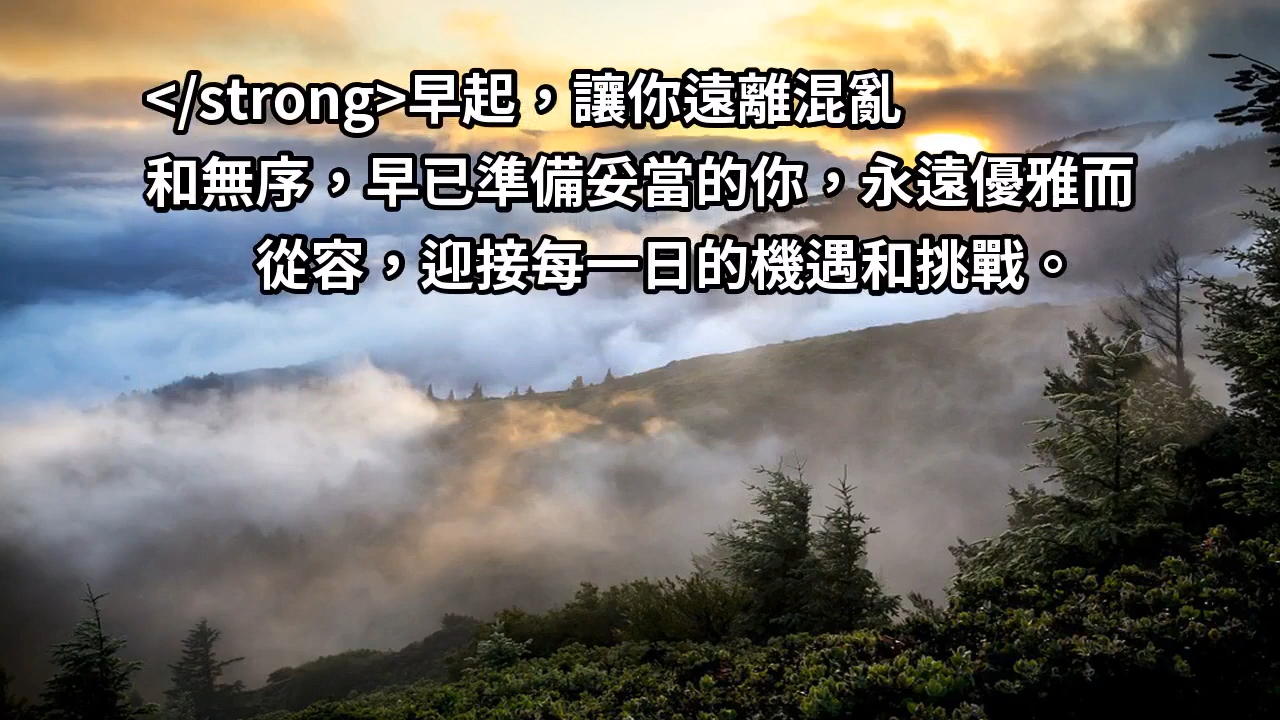 </strong>早起，讓你遠離混亂
和無序，早已準備妥當的你，永遠優雅而
從容，迎接每一日的機遇和挑戰。